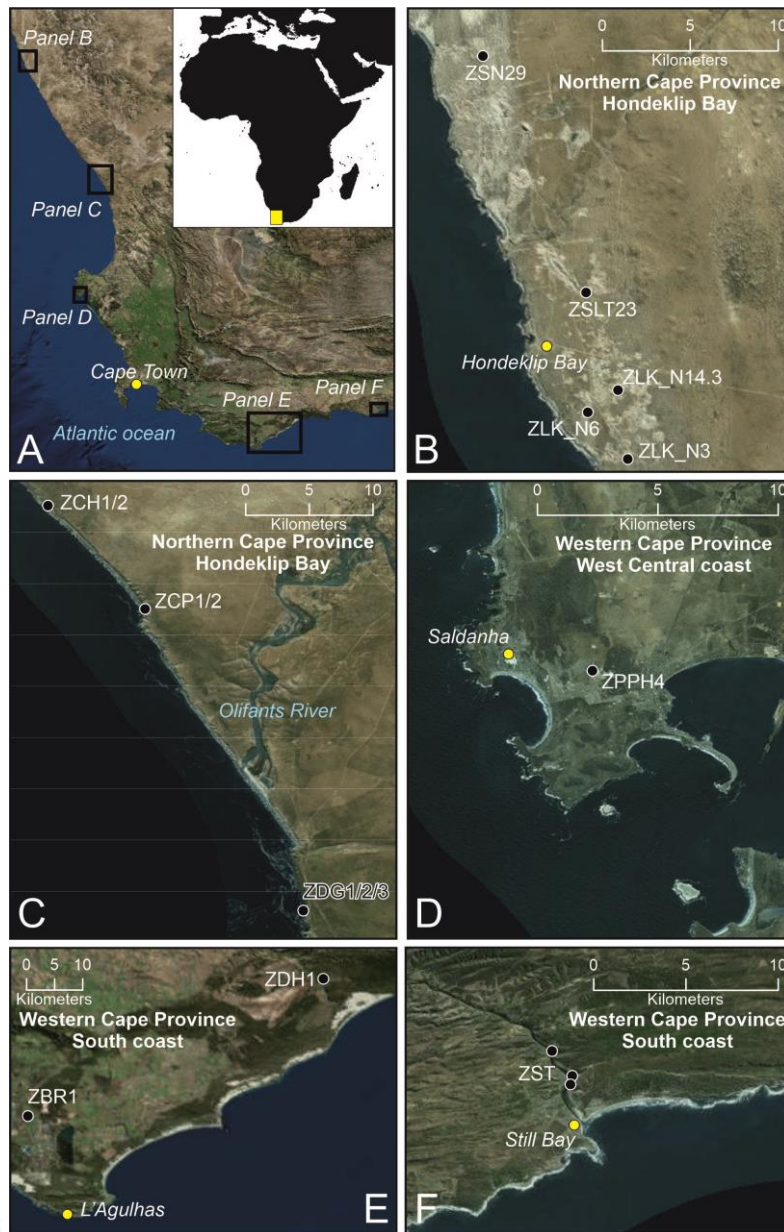 Panel B
Panel C
Panel D
Cape Town
Panel E
Panel F
Atlantic ocean
A
0 5 10
Kilometers
ZSN29
Northern Cape Province
Hondeklip Bay
ZSLT23
Hondeklip Bay
ZLK_N14.3
ZLK_N6
ZLK_N3
B
ZCH1/2
0 5 10
Kilometers
Northern Cape Province
Hondeklip Bay
ZCP1/2
Olifants River
ZDG1/2/3
C
0 5 10
Kilometers
Western Cape Province
West Central coast
Saldanha
ZPPH4
D
0 10
Kilometers
ZDH1
Western Cape Province
South coast
ZBR1
L'Agulhas
E
0 5 10
Kilometers
Western Cape Province
South coast
ZST
Still Bay
F